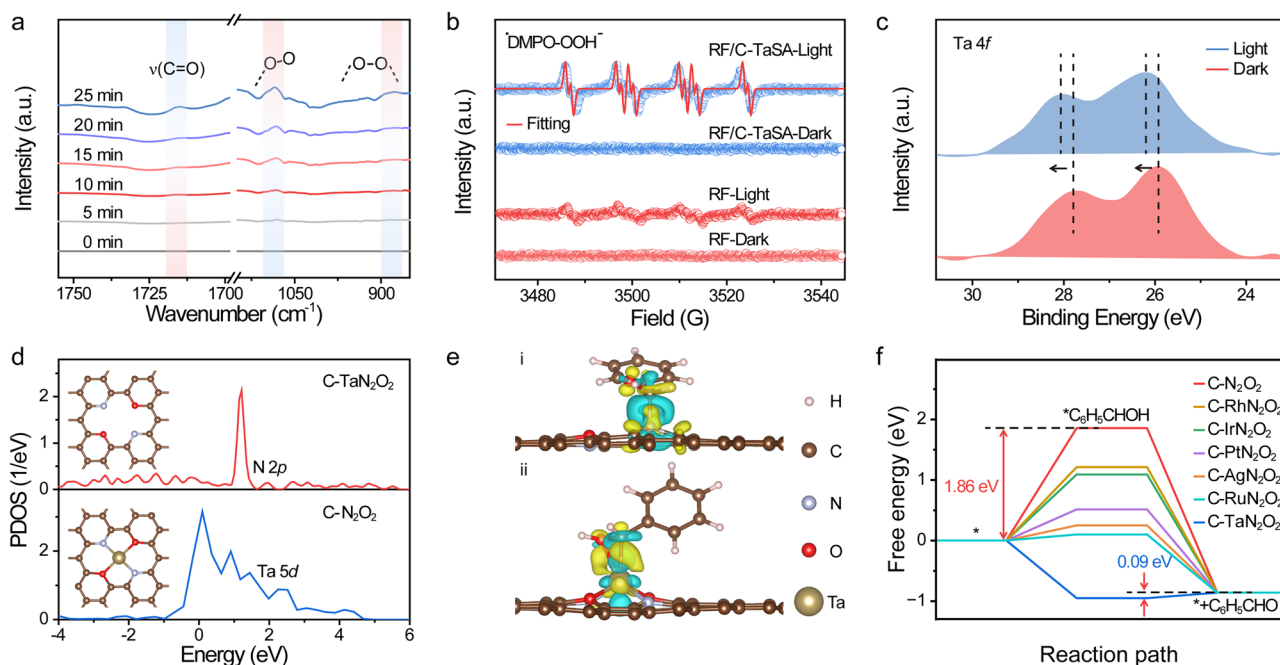 a
ν(C=O)
O-O
O-O
25 min
20 min
15 min
10 min
5 min
0 min
Intensity (a.u.)
1750
1725
1700
1050
900
Wavenumber (cm⁻¹)
b
•DMPO-OOH⁻
RF/C-TaSA-Light
Fitting
RF/C-TaSA-Dark
RF-Light
RF-Dark
Intensity (a.u.)
3480
3500
3520
3540
Field (G)
c
Ta 4f
Light
Dark
Intensity (a.u.)
30
28
26
24
Binding Energy (eV)
d
C-TaN₂O₂
2
1
0
N 2p
C-N₂O₂
2
0
Ta 5d
PDOS (1/eV)
-4
-2
0
2
4
6
Energy (eV)
e
i
ii
H
C
N
O
Ta
f
C-N₂O₂
C-RhN₂O₂
C-IrN₂O₂
C-PtN₂O₂
C-AgN₂O₂
C-RuN₂O₂
C-TaN₂O₂
*C₆H₅CHOH
1.86 eV
*
0.09 eV
*+C₆H₅CHO
2
1
0
-1
Free energy (eV)
Reaction path